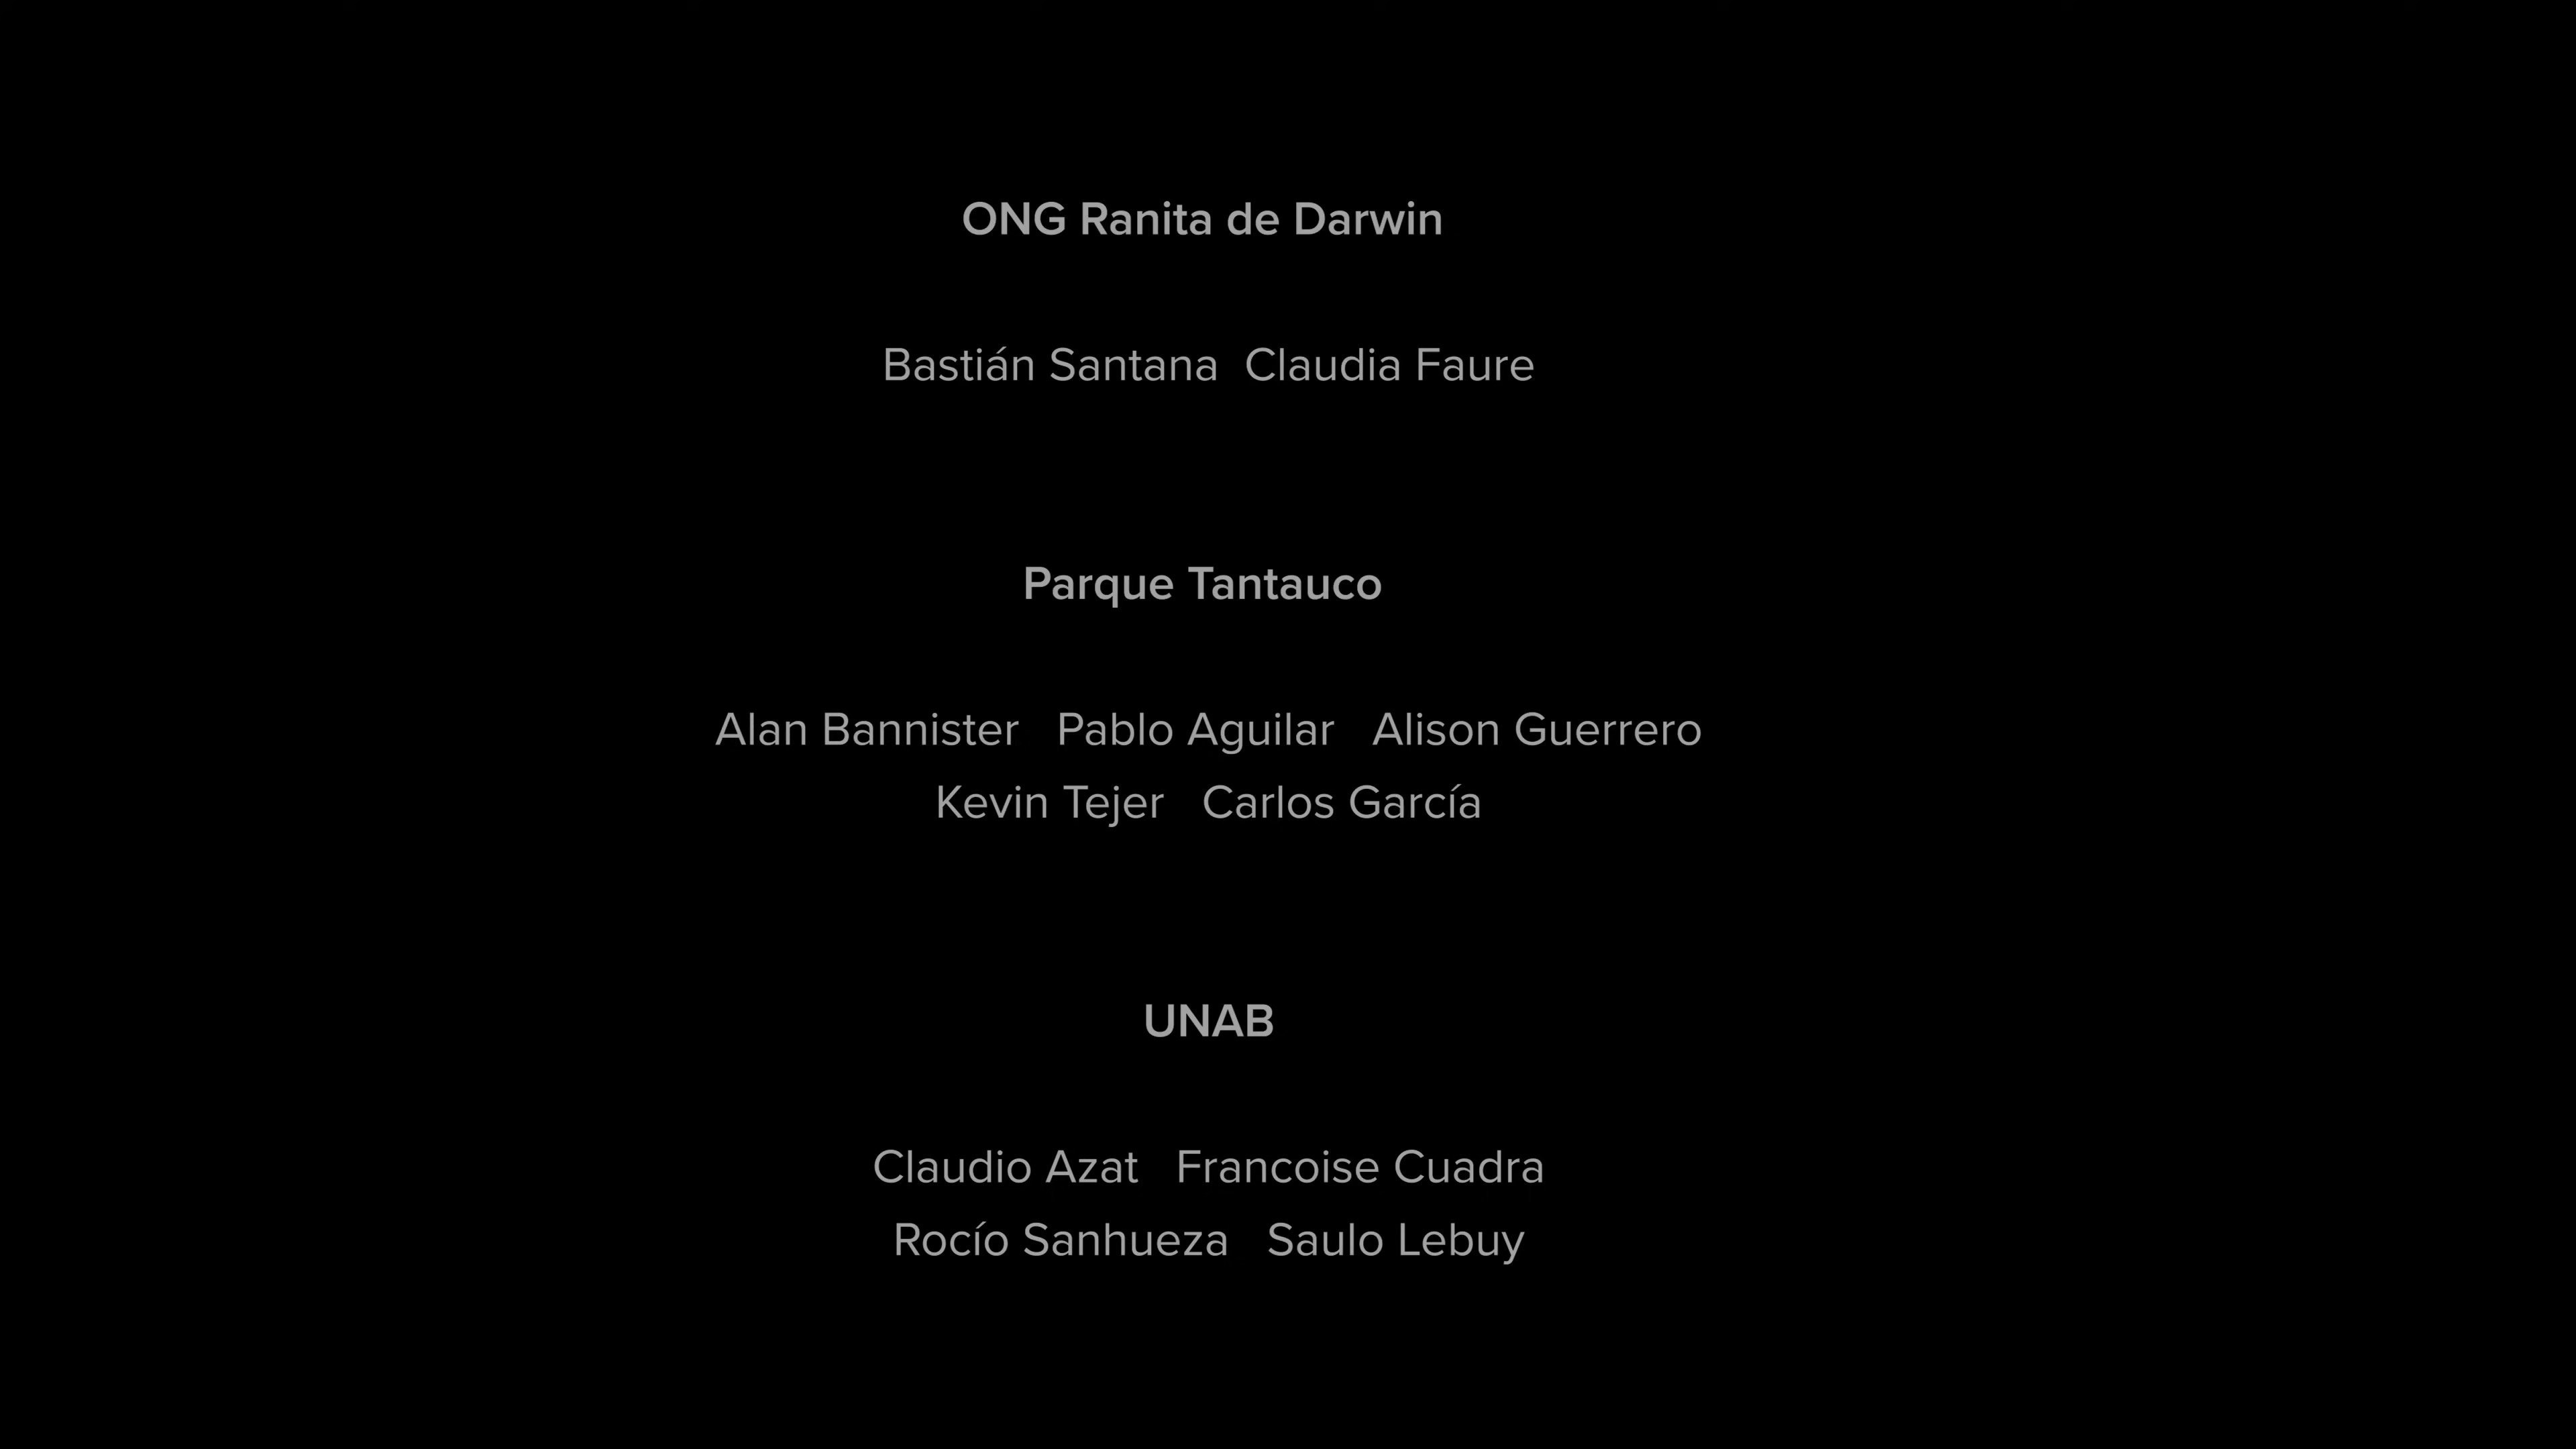 ONG Ranita de Darwin
Bastián Santana  Claudia Faure
Parque Tantauco
Alan Bannister   Pablo Aguilar   Alison Guerrero
Kevin Tejer   Carlos García
UNAB
Claudio Azat   Francoise Cuadra
Rocío Sanhueza   Saulo Lebuy